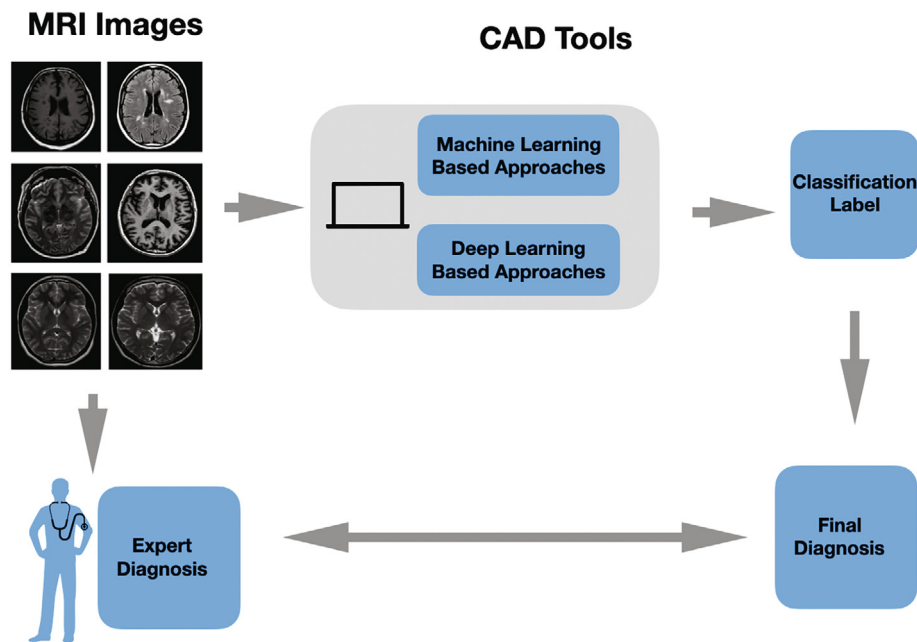 MRI Images
CAD Tools
Machine Learning
Based Approaches
Deep Learning
Based Approaches
Classification
Label
Expert
Diagnosis
Final
Diagnosis